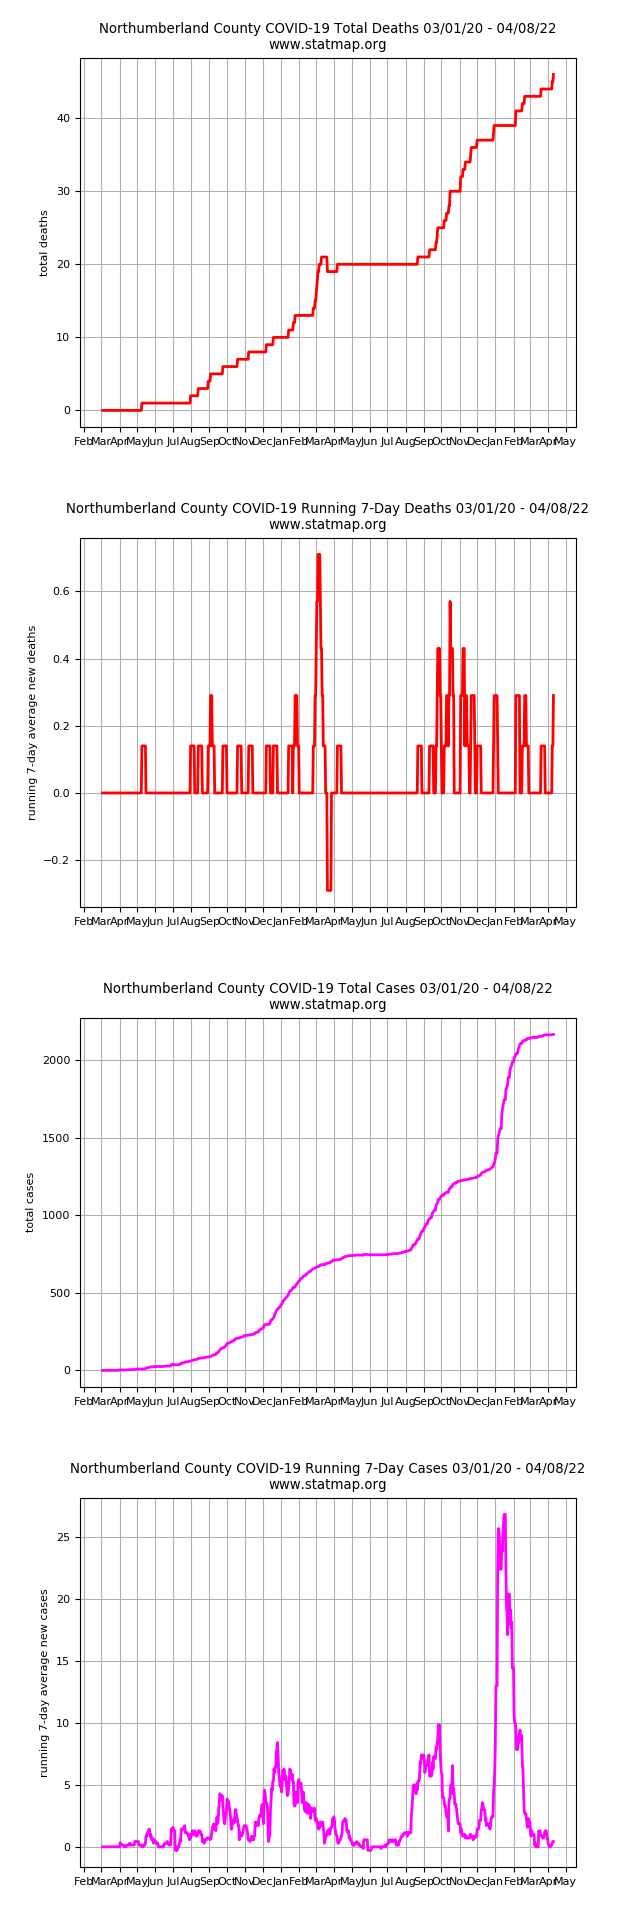 Northumberland County COVID-19 Total Deaths 03/01/20 - 04/08/22
www.statmap.org
40
30
20
10
0
total deaths
Feb Mar Apr May Jun Jul Aug Sep Oct Nov Dec Jan Feb Mar Apr May Jun Jul Aug Sep Oct Nov Dec Jan Feb Mar Apr May
Northumberland County COVID-19 Running 7-Day Deaths 03/01/20 - 04/08/22
www.statmap.org
0.6
0.4
0.2
0.0
−0.2
running 7-day average new deaths
Feb Mar Apr May Jun Jul Aug Sep Oct Nov Dec Jan Feb Mar Apr May Jun Jul Aug Sep Oct Nov Dec Jan Feb Mar Apr May
Northumberland County COVID-19 Total Cases 03/01/20 - 04/08/22
www.statmap.org
2000
1500
1000
500
0
total cases
Feb Mar Apr May Jun Jul Aug Sep Oct Nov Dec Jan Feb Mar Apr May Jun Jul Aug Sep Oct Nov Dec Jan Feb Mar Apr May
Northumberland County COVID-19 Running 7-Day Cases 03/01/20 - 04/08/22
www.statmap.org
25
20
15
10
5
0
running 7-day average new cases
Feb Mar Apr May Jun Jul Aug Sep Oct Nov Dec Jan Feb Mar Apr May Jun Jul Aug Sep Oct Nov Dec Jan Feb Mar Apr May